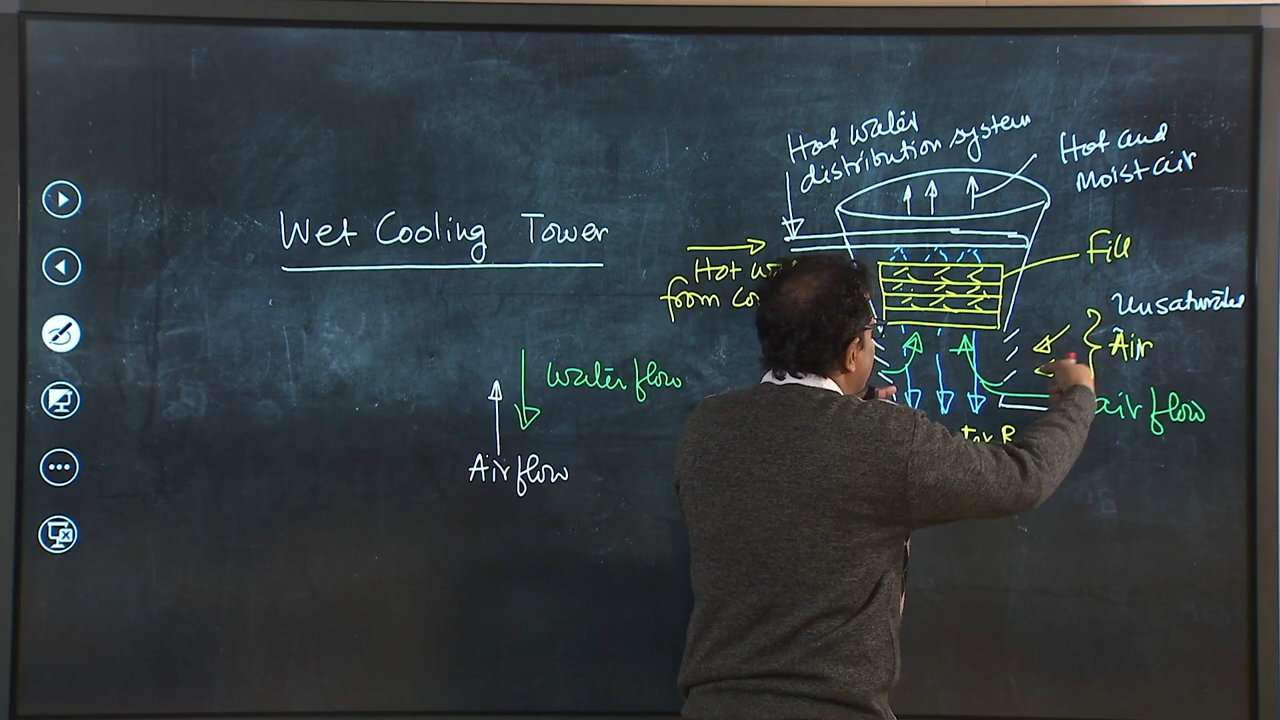 Hot water
distribution system
Hot and
Moist air
Wet Cooling Tower
Hot
from
Fill
Unsaturated
Air
water flow
air flow
Air flow